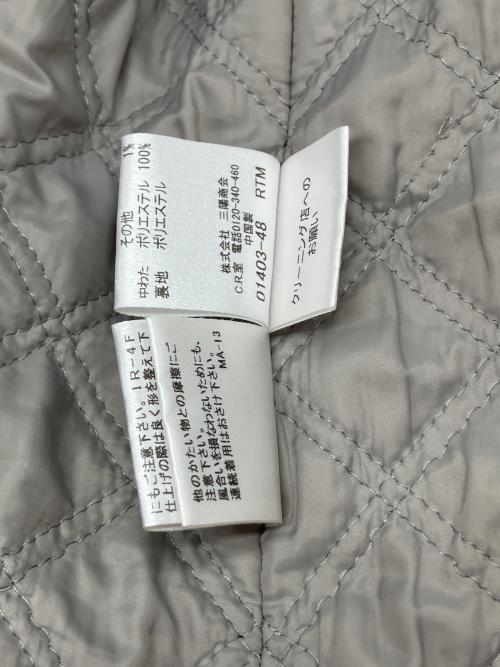 その他 1%
中わた ポリエステル 100%
裏地 ポリエステル
株式会社 三陽商会
C.R.室 電話0120-340-460
中国製
01403-48 RTM
クリーニング店への
お願い
にもご注意下さい。IR-4F
仕上げの際は良く形を整えて下
他のかたい物との摩擦にご
注意下さい。
風合いを損なわないためにも、
連続着用はおさけ下さい。
MA-13